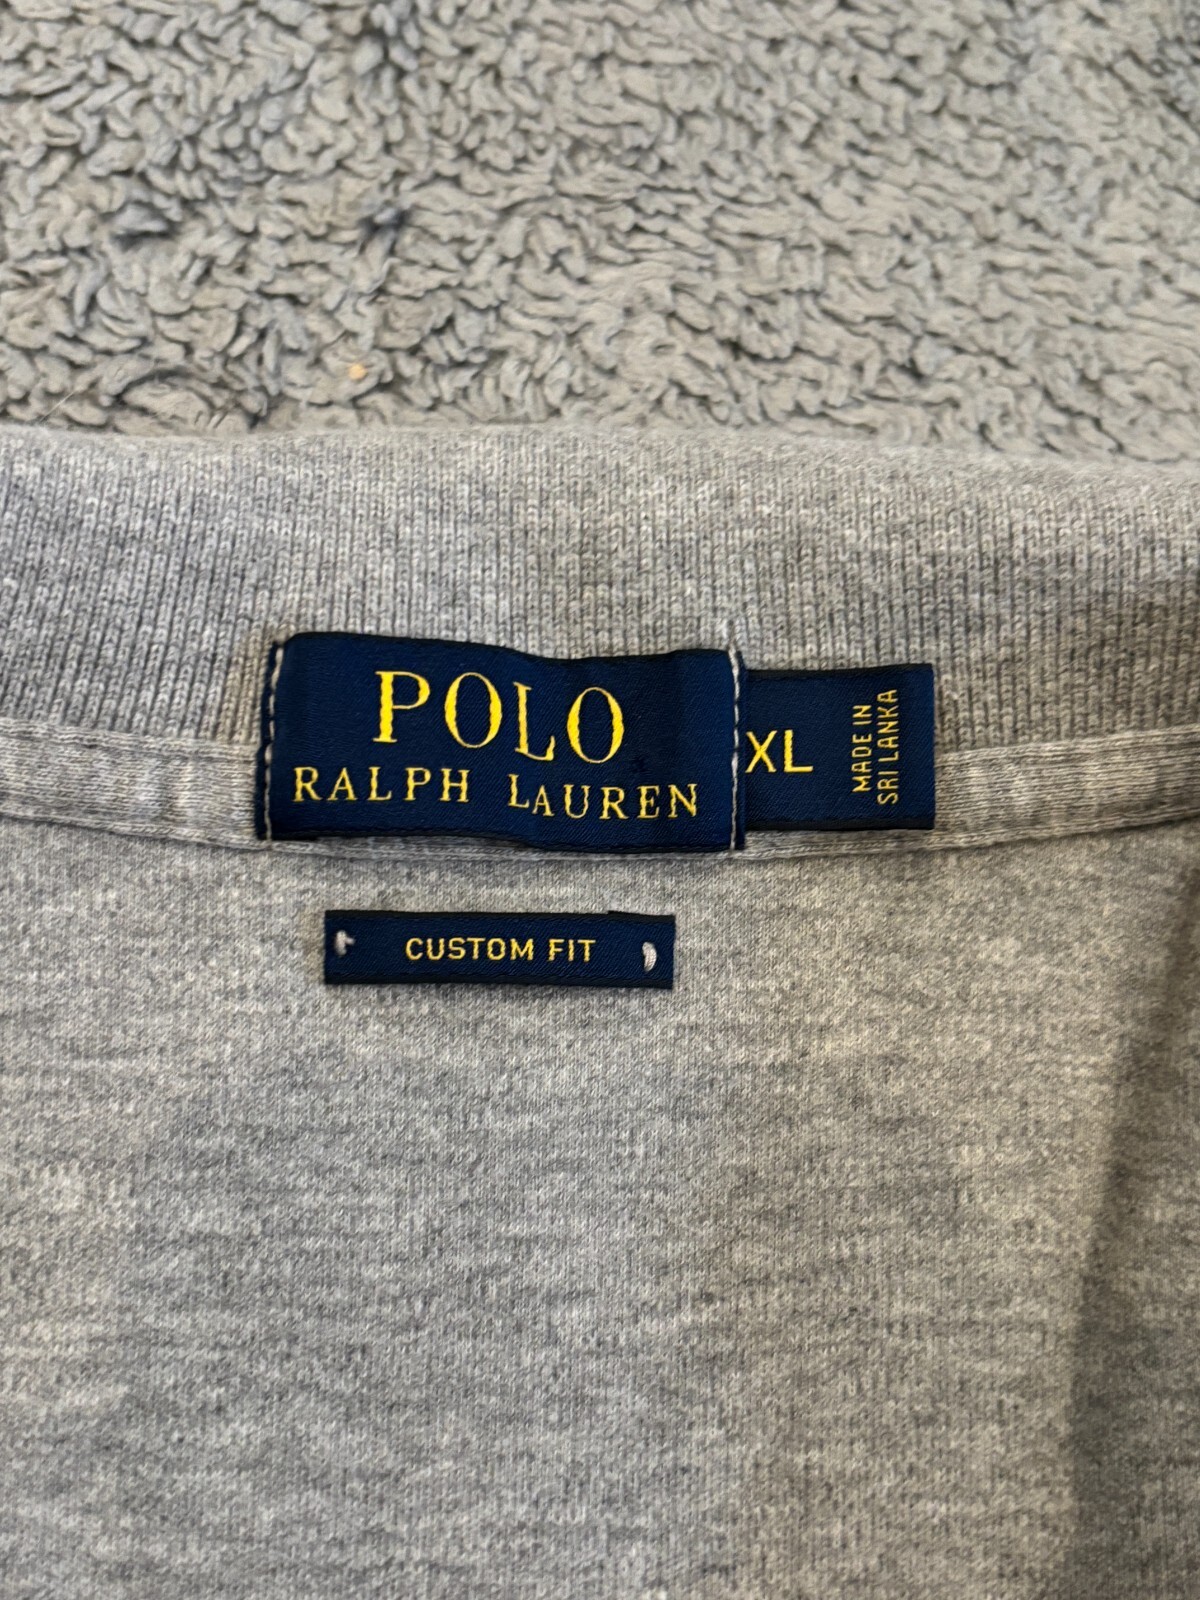 POLO
RALPH LAUREN
XL
MADE IN
SRI LANKA
CUSTOM FIT